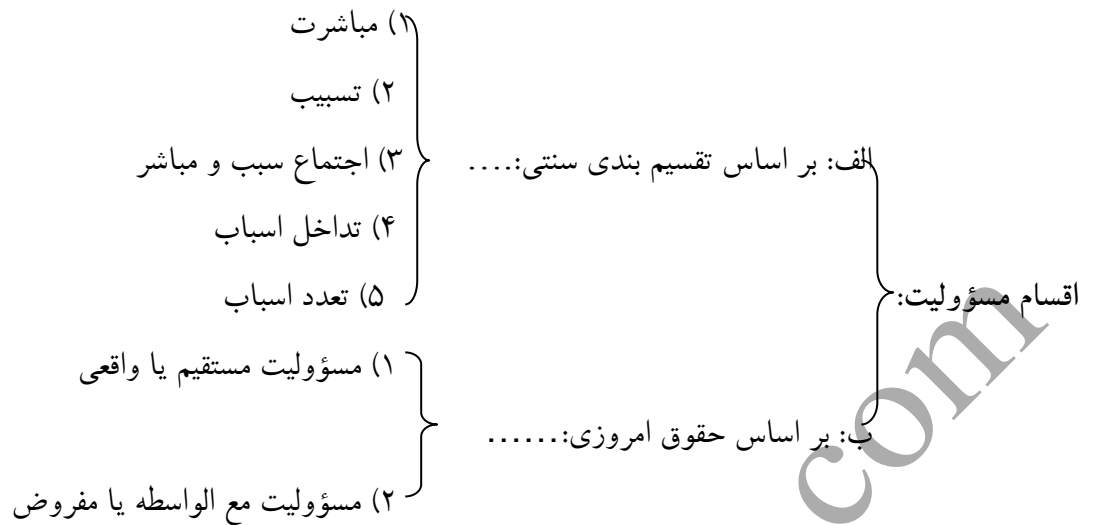 اقسام مسؤولیت:
الف: بر اساس تقسیم بندی سنتی:....
۱) مباشرت
۲) تسبیب
۳) اجتماع سبب و مباشر
۴) تداخل اسباب
۵) تعدد اسباب
ب: بر اساس حقوق امروزی:......
۱) مسؤولیت مستقیم یا واقعی
۲) مسؤولیت مع الواسطه یا مفروض
com